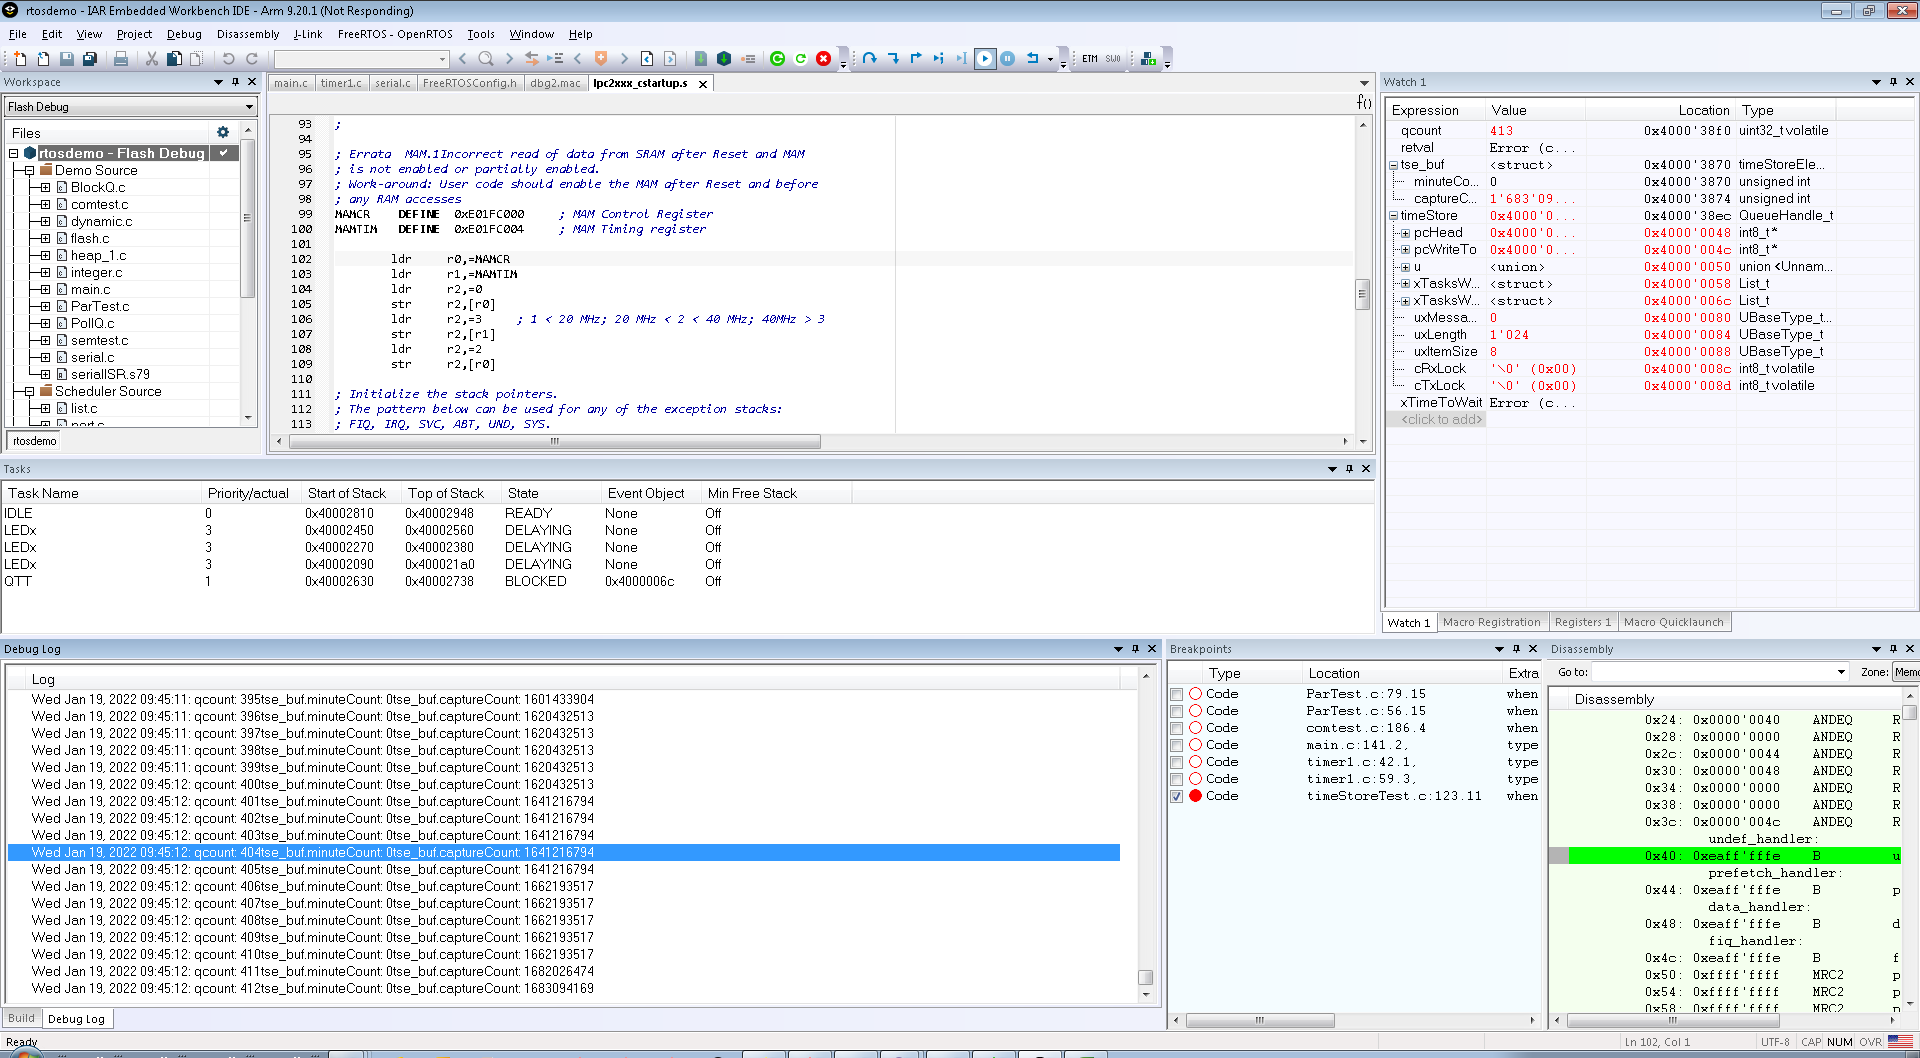 rtosdemo - IAR Embedded Workbench IDE - Arm 9.20.1 (Not Responding)
File Edit View Project Debug Disassembly J-Link FreeRTOS - OpenRTOS Tools Window Help
ETM SWO
Workspace
Flash Debug
Files
rtosdemo - Flash Debug
Demo Source
BlockQ.c
comtest.c
dynamic.c
flash.c
heap_1.c
integer.c
main.c
ParTest.c
PollQ.c
semtest.c
serial.c
serialISR.s79
Scheduler Source
list.c
port.c
rtosdemo
main.c timer1.c serial.c FreeRTOSConfig.h dbg2.mac lpc2xxx_cstartup.s
f()
93 ;
94
95 ; Errata MAM.1Incorrect read of data from SRAM after Reset and MAM
96 ; is not enabled or partially enabled.
97 ; Work-around: User code should enable the MAM after Reset and before
98 ; any RAM accesses
99 MAMCR DEFINE 0xE01FC000 ; MAM Control Register
100 MAMTIM DEFINE 0xE01FC004 ; MAM Timing register
101
102 ldr r0,=MAMCR
103 ldr r1,=MAMTIM
104 ldr r2,=0
105 str r2,[r0]
106 ldr r2,=3 ; 1 < 20 MHz; 20 MHz < 2 < 40 MHz; 40MHz > 3
107 str r2,[r1]
108 ldr r2,=2
109 str r2,[r0]
110
111 ; Initialize the stack pointers.
112 ; The pattern below can be used for any of the exception stacks:
113 ; FIQ, IRQ, SVC, ABT, UND, SYS.
Watch 1
Expression Value Location Type
qcount 413 0x4000'38f0 uint32_t volatile
retval Error (c...
tse_buf <struct> 0x4000'3870 timeStoreEle...
minuteCo... 0 0x4000'3870 unsigned int
captureC... 1'683'09... 0x4000'3874 unsigned int
timeStore 0x4000'0... 0x4000'38ec QueueHandle_t
pcHead 0x4000'0... 0x4000'0048 int8_t *
pcWriteTo 0x4000'0... 0x4000'004c int8_t *
u <union> 0x4000'0050 union <Unnam...
xTasksW... <struct> 0x4000'0058 List_t
xTasksW... <struct> 0x4000'006c List_t
uxMessa... 0 0x4000'0080 UBaseType_t...
uxLength 1'024 0x4000'0084 UBaseType_t
uxItemSize 8 0x4000'0088 UBaseType_t
cRxLock '\0' (0x00) 0x4000'008c int8_t volatile
cTxLock '\0' (0x00) 0x4000'008d int8_t volatile
xTimeToWait Error (c...
<click to add>
Watch 1 Macro Registration Registers 1 Macro Quicklaunch
Tasks
Task Name Priority/actual Start of Stack Top of Stack State Event Object Min Free Stack
IDLE 0 0x40002810 0x40002948 READY None Off
LEDx 3 0x40002450 0x40002560 DELAYING None Off
LEDx 3 0x40002270 0x40002380 DELAYING None Off
LEDx 3 0x40002090 0x400021a0 DELAYING None Off
QTT 1 0x40002630 0x40002738 BLOCKED 0x4000006c Off
Debug Log
Log
Wed Jan 19, 2022 09:45:11: qcount: 395tse_buf.minuteCount: 0tse_buf.captureCount: 1601433904
Wed Jan 19, 2022 09:45:11: qcount: 396tse_buf.minuteCount: 0tse_buf.captureCount: 1620432513
Wed Jan 19, 2022 09:45:11: qcount: 397tse_buf.minuteCount: 0tse_buf.captureCount: 1620432513
Wed Jan 19, 2022 09:45:11: qcount: 398tse_buf.minuteCount: 0tse_buf.captureCount: 1620432513
Wed Jan 19, 2022 09:45:11: qcount: 399tse_buf.minuteCount: 0tse_buf.captureCount: 1620432513
Wed Jan 19, 2022 09:45:12: qcount: 400tse_buf.minuteCount: 0tse_buf.captureCount: 1620432513
Wed Jan 19, 2022 09:45:12: qcount: 401tse_buf.minuteCount: 0tse_buf.captureCount: 1641216794
Wed Jan 19, 2022 09:45:12: qcount: 402tse_buf.minuteCount: 0tse_buf.captureCount: 1641216794
Wed Jan 19, 2022 09:45:12: qcount: 403tse_buf.minuteCount: 0tse_buf.captureCount: 1641216794
Wed Jan 19, 2022 09:45:12: qcount: 404tse_buf.minuteCount: 0tse_buf.captureCount: 1641216794
Wed Jan 19, 2022 09:45:12: qcount: 405tse_buf.minuteCount: 0tse_buf.captureCount: 1641216794
Wed Jan 19, 2022 09:45:12: qcount: 406tse_buf.minuteCount: 0tse_buf.captureCount: 1662193517
Wed Jan 19, 2022 09:45:12: qcount: 407tse_buf.minuteCount: 0tse_buf.captureCount: 1662193517
Wed Jan 19, 2022 09:45:12: qcount: 408tse_buf.minuteCount: 0tse_buf.captureCount: 1662193517
Wed Jan 19, 2022 09:45:12: qcount: 409tse_buf.minuteCount: 0tse_buf.captureCount: 1662193517
Wed Jan 19, 2022 09:45:12: qcount: 410tse_buf.minuteCount: 0tse_buf.captureCount: 1662193517
Wed Jan 19, 2022 09:45:12: qcount: 411tse_buf.minuteCount: 0tse_buf.captureCount: 1682026474
Wed Jan 19, 2022 09:45:12: qcount: 412tse_buf.minuteCount: 0tse_buf.captureCount: 1683094169
Build Debug Log
Breakpoints
Type Location Extra
Code ParTest.c:79.15 when
Code ParTest.c:56.15 when
Code comtest.c:186.4 when
Code main.c:141.2, type
Code timer1.c:42.1, type
Code timer1.c:59.3, type
Code timeStoreTest.c:123.11 when
Disassembly
Go to: Zone: Memo
Disassembly
0x24: 0x0000'0040 ANDEQ R
0x28: 0x0000'0000 ANDEQ R
0x2c: 0x0000'0044 ANDEQ R
0x30: 0x0000'0048 ANDEQ R
0x34: 0x0000'0000 ANDEQ R
0x38: 0x0000'0000 ANDEQ R
0x3c: 0x0000'004c ANDEQ R
undef_handler:
0x40: 0xeaff'fffe B u
prefetch_handler:
0x44: 0xeaff'fffe B p
data_handler:
0x48: 0xeaff'fffe B d
fiq_handler:
0x4c: 0xeaff'fffe B f
0x50: 0xffff'ffff MRC2 p
0x54: 0xffff'ffff MRC2 p
0x58: 0xffff'ffff MRC2 p
Ready Ln 102, Col 1 UTF-8 CAP NUM OVR